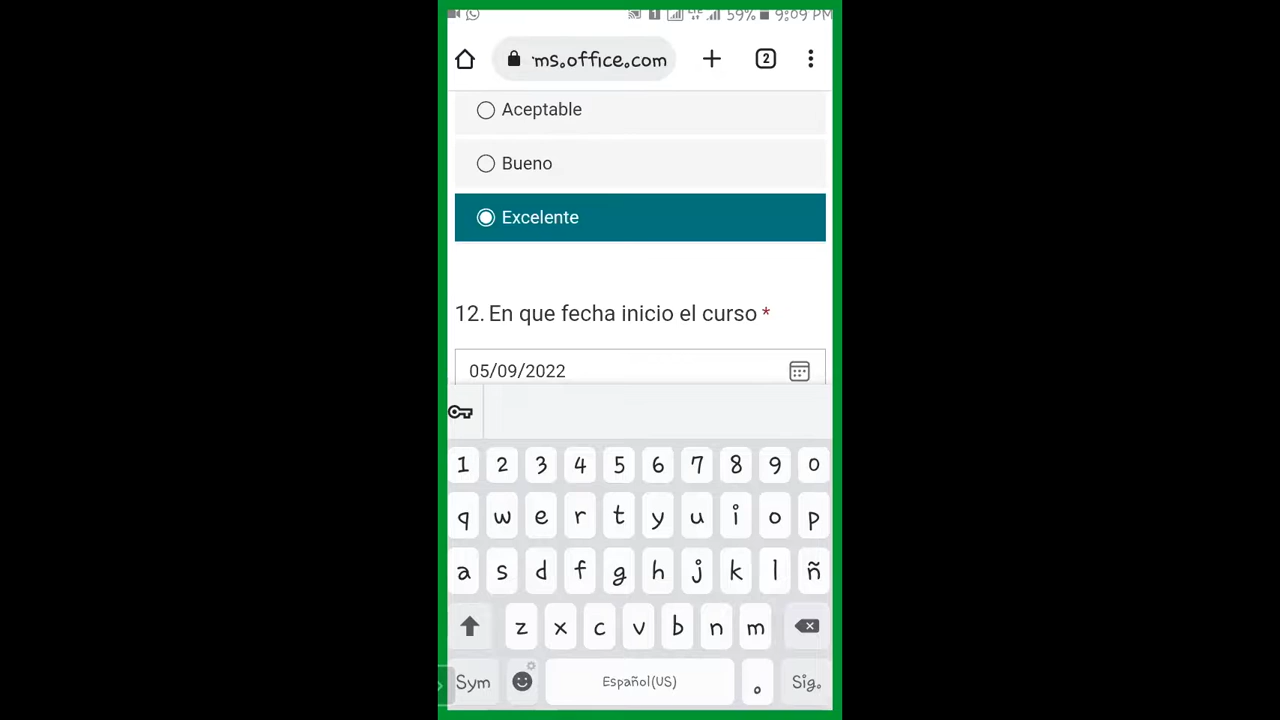 LTE 59% 9:09 PM
ms.office.com + 2
Aceptable
Bueno
Excelente
12. En que fecha inicio el curso *
05/09/2022
1 2 3 4 5 6 7 8 9 0
q w e r t y u i o p
a s d f g h j k l ñ
z x c v b n m
Sym Español(US) . Sig.